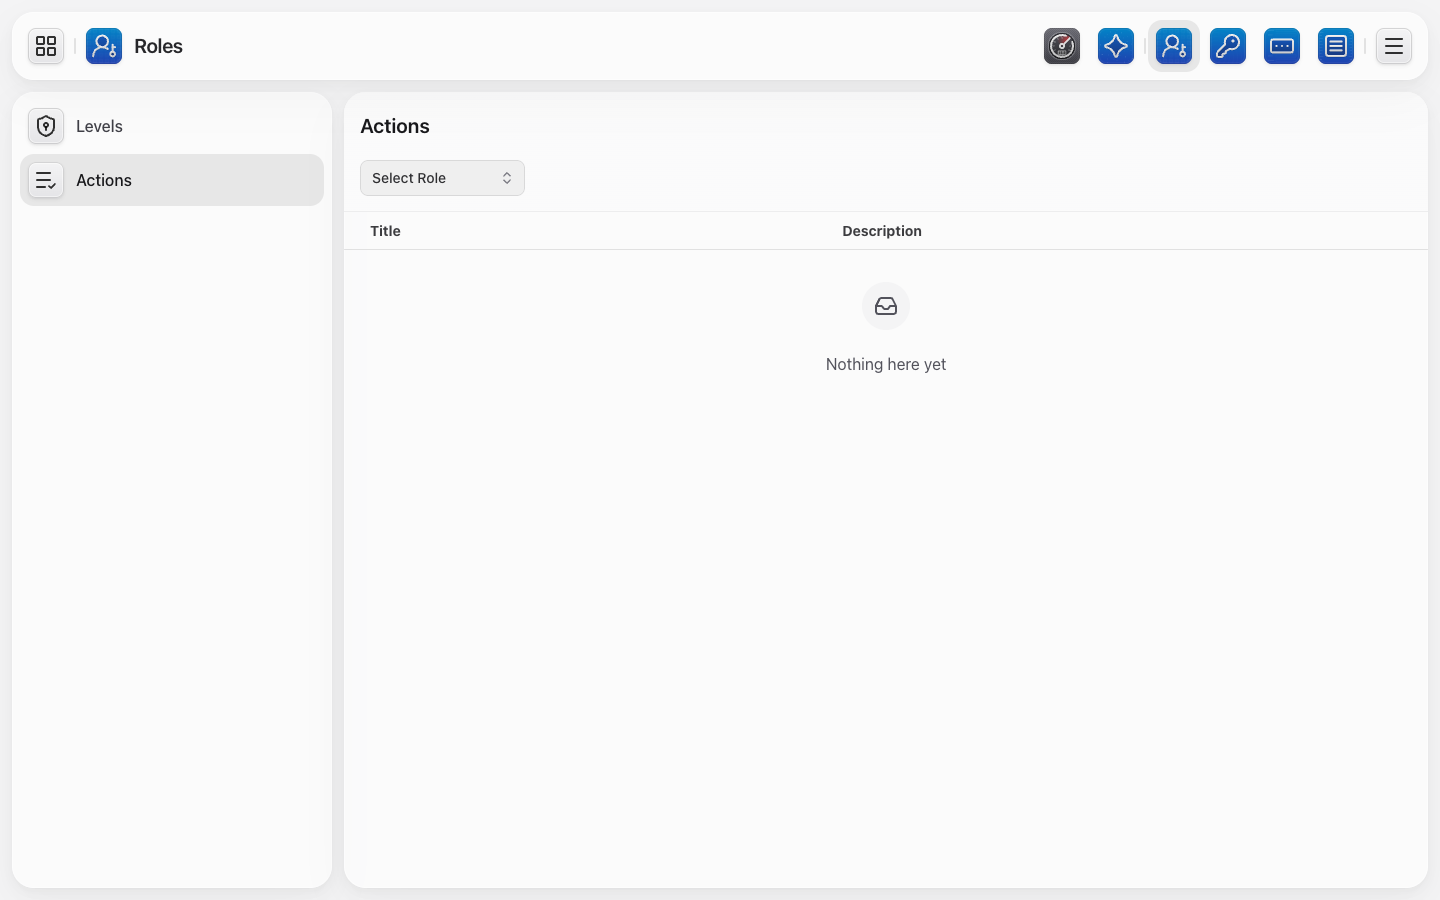 Roles
Levels
Actions
Actions
Select Role
Title Description
Nothing here yet